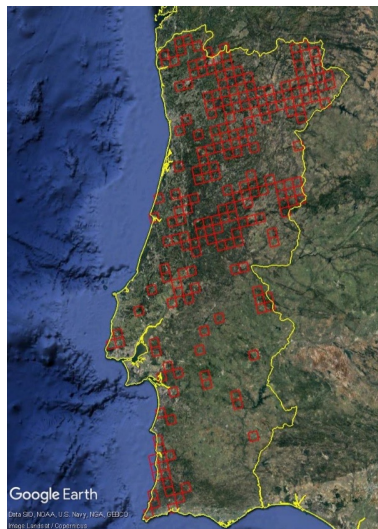 Google Earth
Data SIO, NOAA, U.S. Navy, NGA, GEBCO
Image Landsat / Copernicus